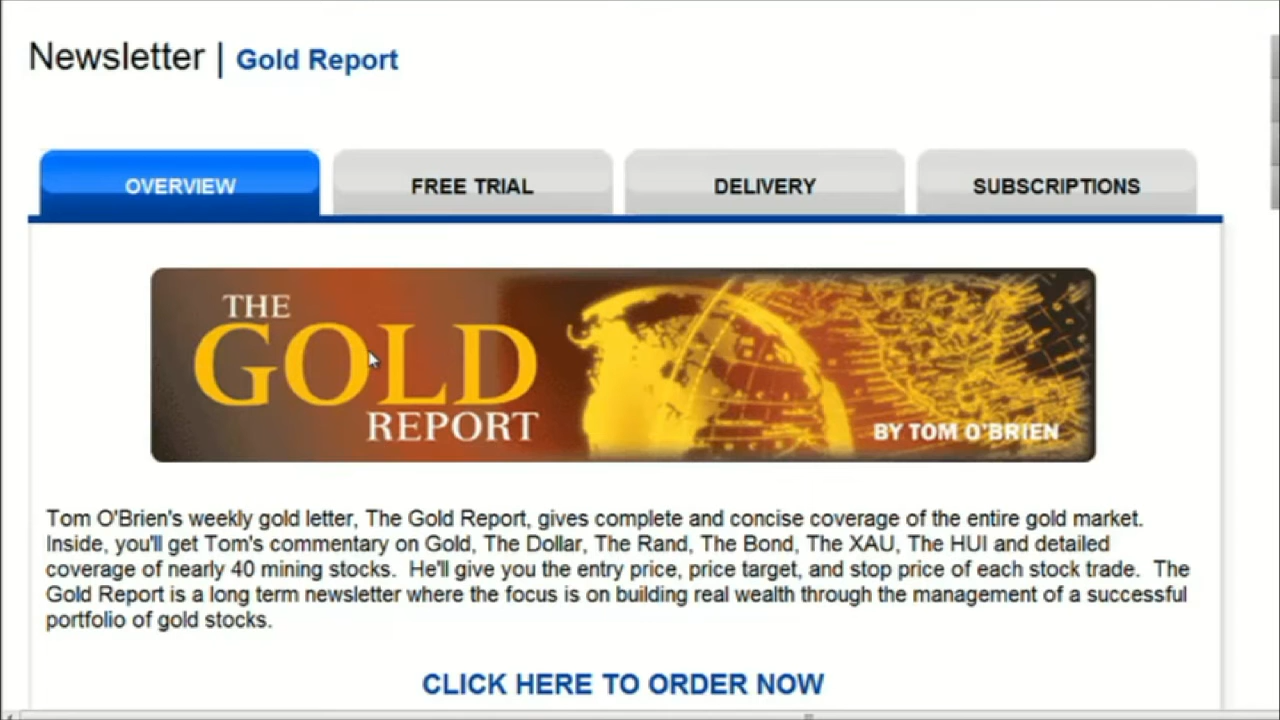 Newsletter | Gold Report
OVERVIEW FREE TRIAL DELIVERY SUBSCRIPTIONS
THE
GOLD
REPORT
BY TOM O'BRIEN
Tom O'Brien's weekly gold letter, The Gold Report, gives complete and concise coverage of the entire gold market.
Inside, you'll get Tom's commentary on Gold, The Dollar, The Rand, The Bond, The XAU, The HUI and detailed
coverage of nearly 40 mining stocks.  He'll give you the entry price, price target, and stop price of each stock trade.  The
Gold Report is a long term newsletter where the focus is on building real wealth through the management of a successful
portfolio of gold stocks.
CLICK HERE TO ORDER NOW